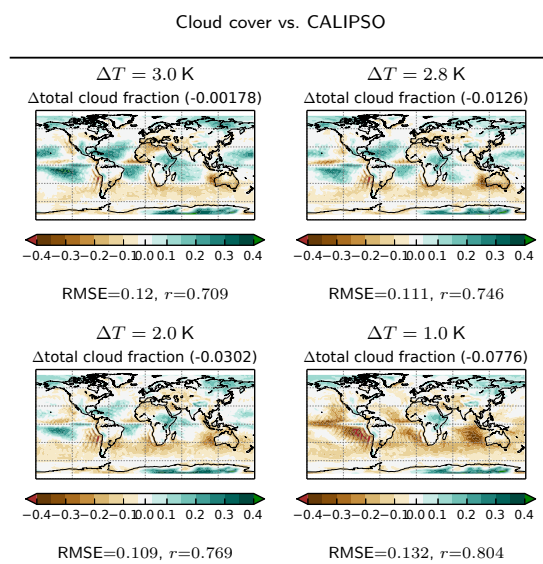 Cloud cover vs. CALIPSO
ΔT = 3.0 K
Δtotal cloud fraction (-0.00178)
−0.4 −0.3 −0.2 −0.1 0.0 0.1 0.2 0.3 0.4
RMSE=0.12, r=0.709
ΔT = 2.8 K
Δtotal cloud fraction (-0.0126)
−0.4 −0.3 −0.2 −0.1 0.0 0.1 0.2 0.3 0.4
RMSE=0.111, r=0.746
ΔT = 2.0 K
Δtotal cloud fraction (-0.0302)
−0.4 −0.3 −0.2 −0.1 0.0 0.1 0.2 0.3 0.4
RMSE=0.109, r=0.769
ΔT = 1.0 K
Δtotal cloud fraction (-0.0776)
−0.4 −0.3 −0.2 −0.1 0.0 0.1 0.2 0.3 0.4
RMSE=0.132, r=0.804